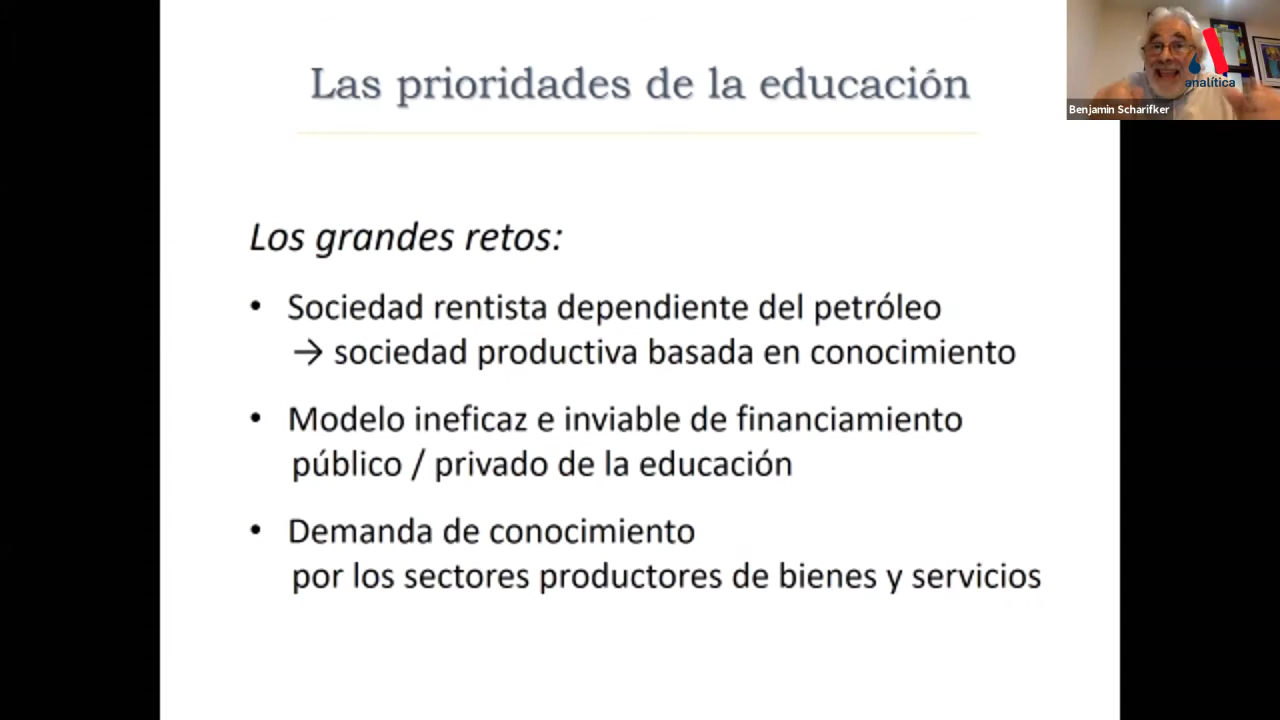 Las prioridades de la educación
analítica
Benjamin Scharifker
Los grandes retos:
• Sociedad rentista dependiente del petróleo
→ sociedad productiva basada en conocimiento
• Modelo ineficaz e inviable de financiamiento
público / privado de la educación
• Demanda de conocimiento
por los sectores productores de bienes y servicios